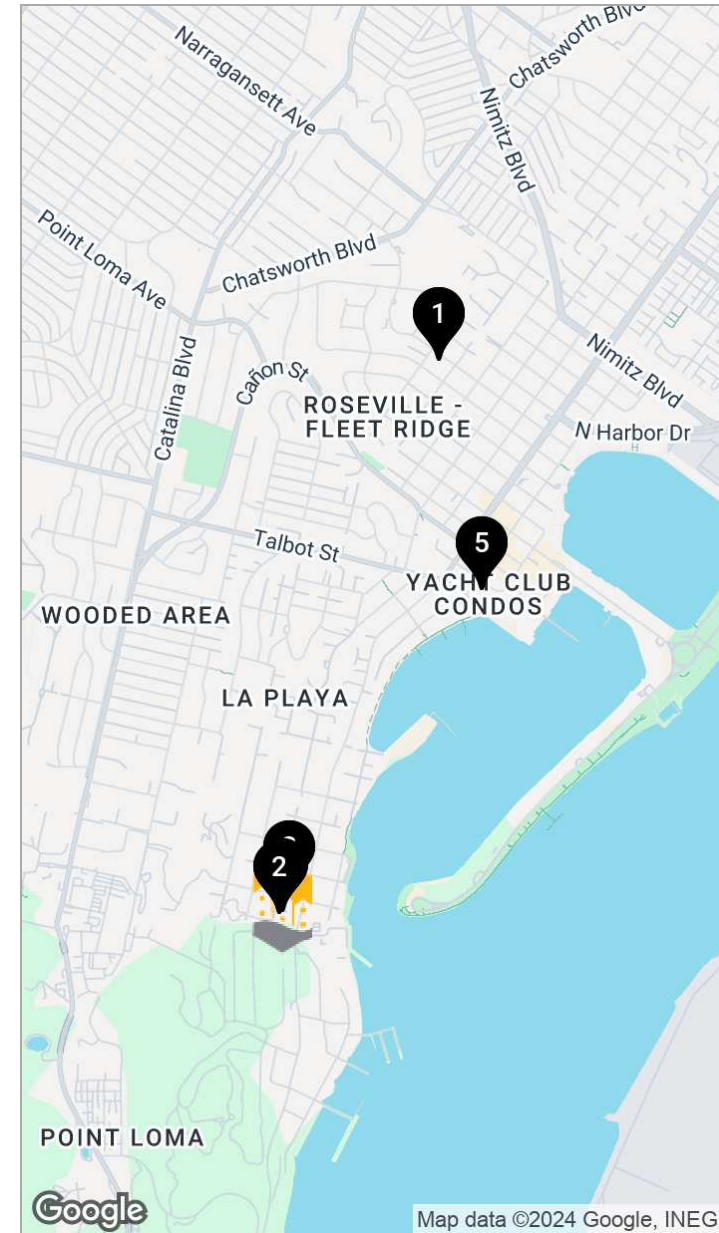 Narragansett Ave
Chatsworth Blvd
Nimitz Blvd
Point Loma Ave
Chatsworth Blvd
1
Catalina Blvd
Cañon St
Nimitz Blvd
ROSEVILLE -
FLEET RIDGE
N Harbor Dr
Talbot St
5
YACHT CLUB
CONDOS
WOODED AREA
LA PLAYA
2
POINT LOMA
Google
Map data ©2024 Google, INEG